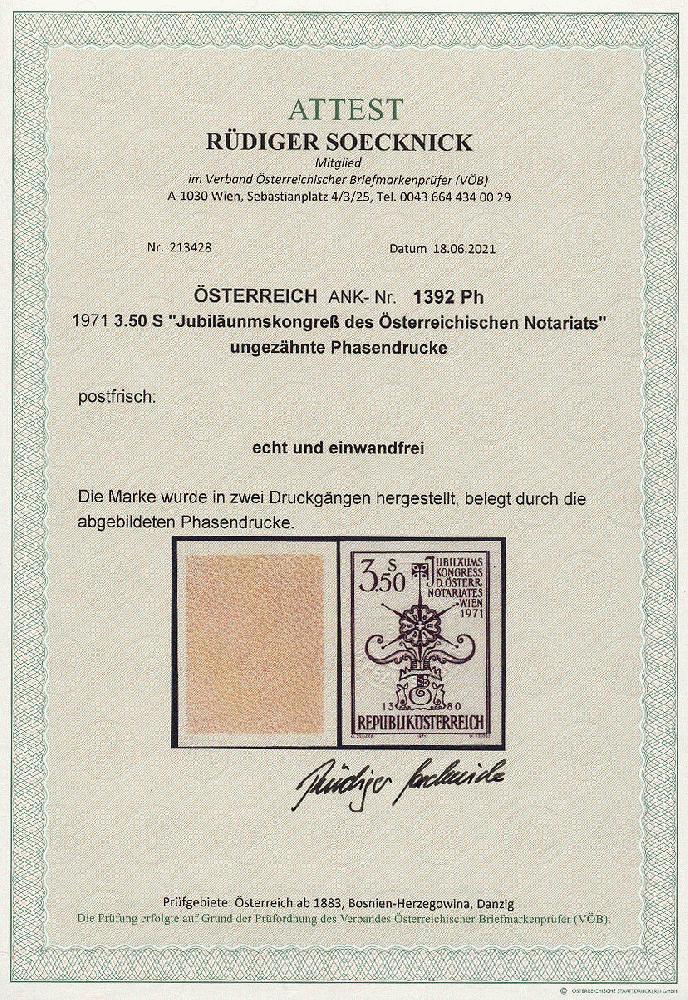 ATTEST
RÜDIGER SOECKNICK
Mitglied
im Verband Österreichischer Briefmarkenprüfer (VÖB)
A-1030 Wien, Sebastianplatz 4/3/25, Tel. 0043 664 434 00 29
Nr. 213428 Datum 18.06.2021
ÖSTERREICH ANK- Nr. 1392 Ph
1971 3.50 S "Jubiläunmskongreß des Österreichischen Notariats"
ungezähnte Phasendrucke
postfrisch:
echt und einwandfrei
Die Marke wurde in zwei Druckgängen hergestellt, belegt durch die
abgebildeten Phasendrucke.
3.50 S JUBILÄUMS
KONGRESS
D.ÖSTERR
NOTARIATES
WIEN
1971
1380
REPUBLIK ÖSTERREICH
Rüdiger Soecknick
Prüfgebiete: Österreich ab 1883, Bosnien-Herzegowina, Danzig
Die Prüfung erfolgte auf Grund der Prüfordnung des Verbandes Österreichischer Briefmarkenprüfer (VÖB).
© ÖSTERREICHISCHE STAATSDRUCKEREI GmbH